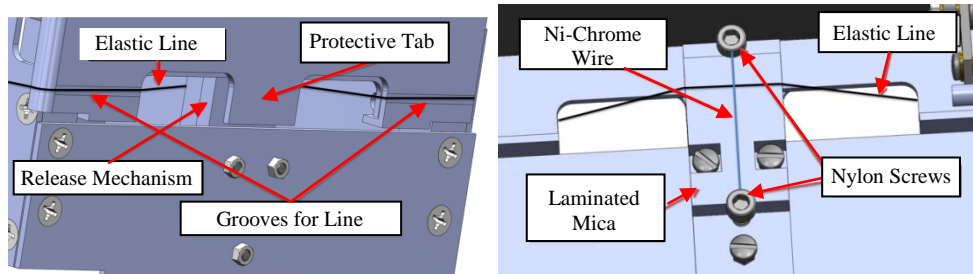 Elastic Line
Protective Tab
Release Mechanism
Grooves for Line
Ni-Chrome
Wire
Elastic Line
Laminated
Mica
Nylon Screws